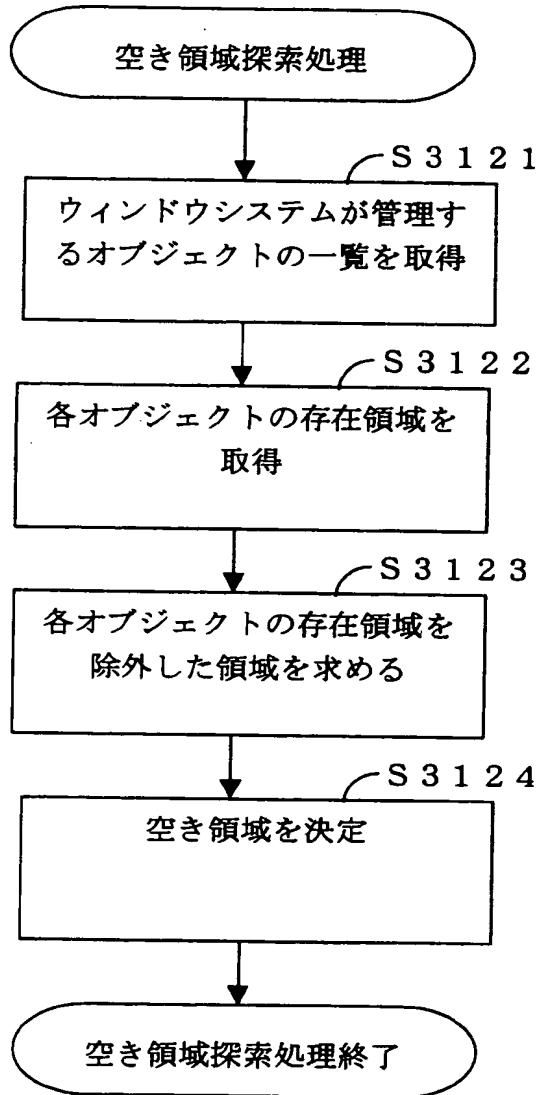 空き領域探索処理
S3121
ウィンドウシステムが管理す
るオブジェクトの一覧を取得
S3122
各オブジェクトの存在領域を
取得
S3123
各オブジェクトの存在領域を
除外した領域を求める
S3124
空き領域を決定
空き領域探索処理終了